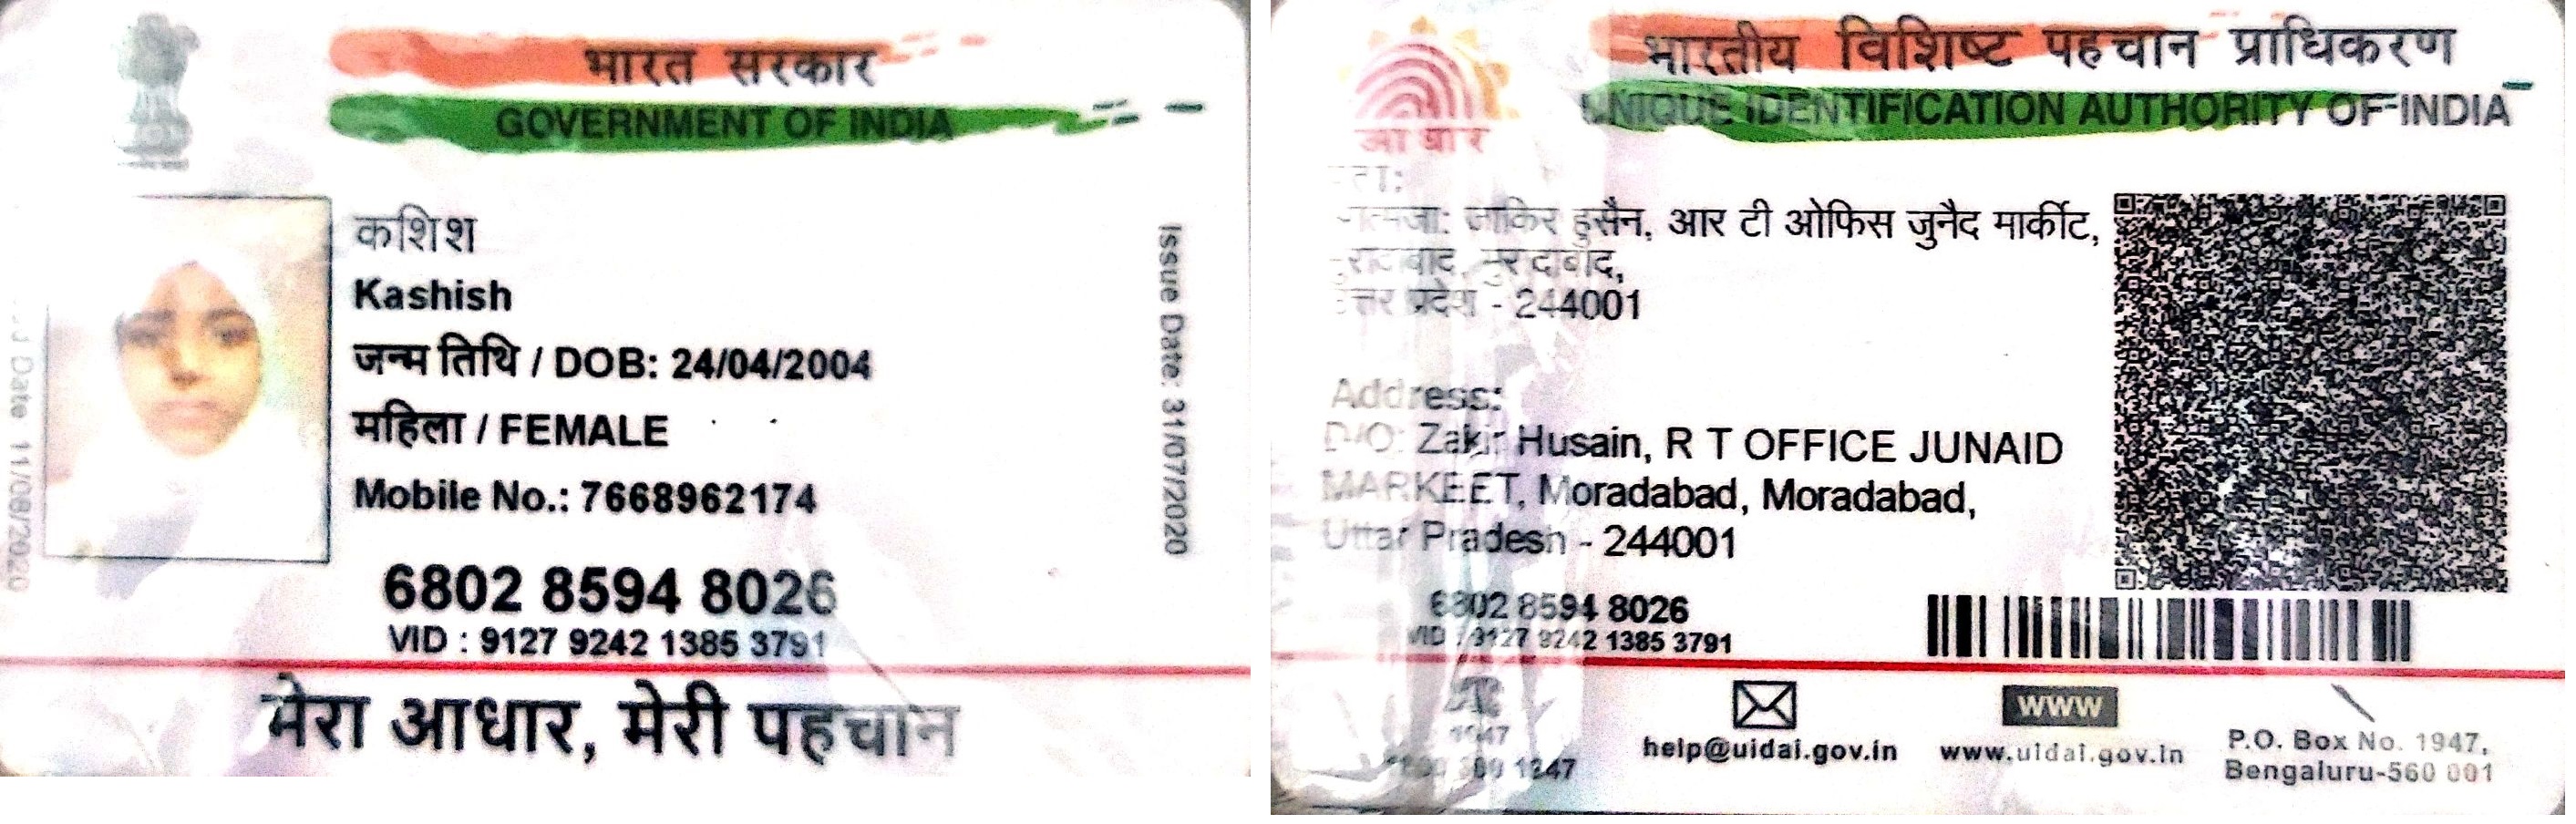 भारत सरकार
GOVERNMENT OF INDIA
कशिश
Kashish
जन्म तिथि / DOB: 24/04/2004
महिला / FEMALE
Mobile No.: 7668962174
Issue Date: 31/07/2020
Date 11/08/2020
6802 8594 8026
VID : 9127 9242 1385 3791
मेरा आधार, मेरी पहचान
भारतीय विशिष्ट पहचान प्राधिकरण
UNIQUE IDENTIFICATION AUTHORITY OF INDIA
आधार
जाकिर हुसैन, आर टी ओफिस जुनैद मार्कीट,
मुरादाबाद, मुरादाबाद,
उत्तर प्रदेश - 244001
Address:
D/O: Zakir Husain, R T OFFICE JUNAID
MARKEET, Moradabad, Moradabad,
Uttar Pradesh - 244001
6802 8594 8026
VID : 9127 9242 1385 3791
1947
help@uidai.gov.in
WWW
www.uidai.gov.in
P.O. Box No. 1947,
Bengaluru-560 001